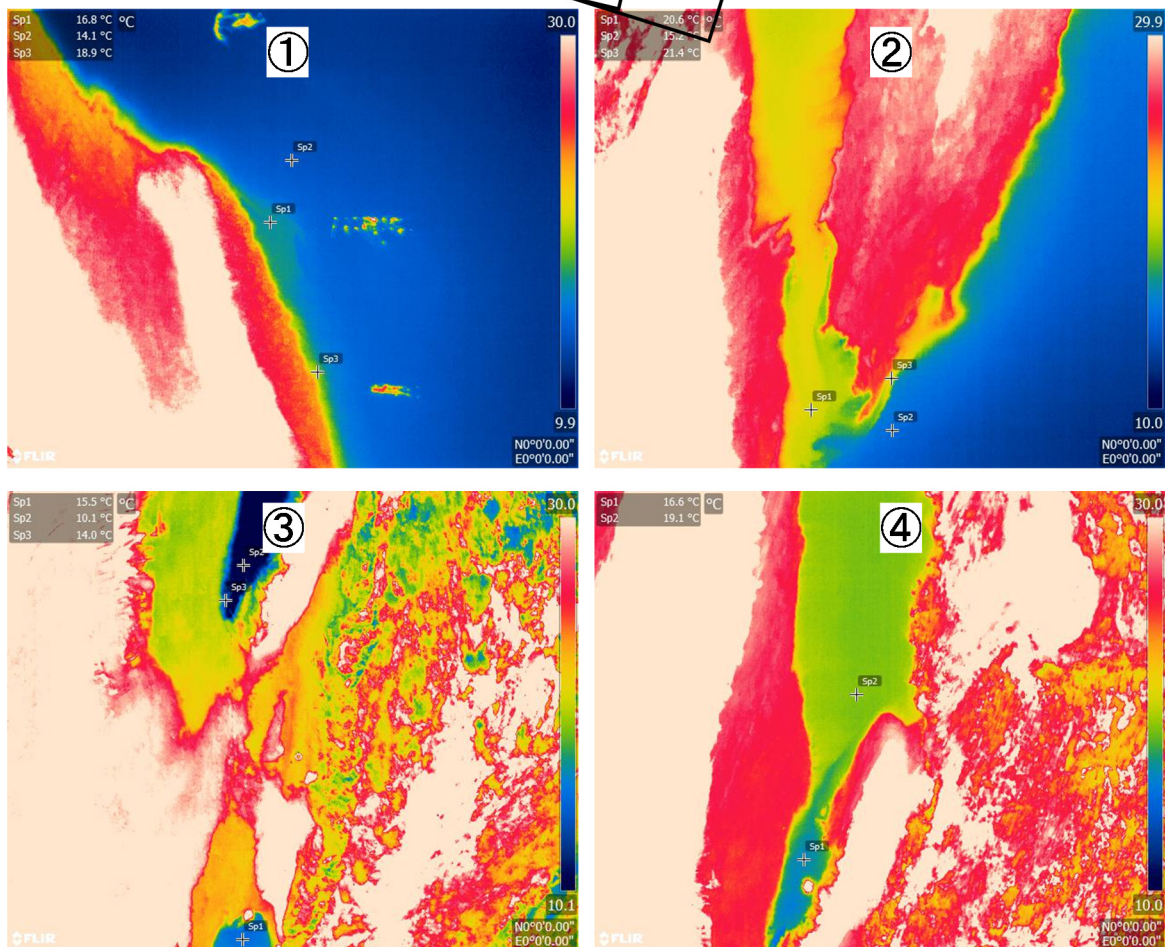 Sp1 16.8 °C °C
Sp2 14.1 °C
Sp3 18.9 °C
①
30.0
Sp2
Sp1
Sp3
9.9
N0°0'0.00"
E0°0'0.00"
FLIR
Sp1 20.6 °C °C
Sp2 15.2 °C
Sp3 21.4 °C
②
29.9
Sp3
Sp1
Sp2
10.0
N0°0'0.00"
E0°0'0.00"
FLIR
Sp1 15.5 °C °C
Sp2 10.1 °C
Sp3 14.0 °C
③
30.0
Sp2
Sp3
Sp1
10.1
N0°0'0.00"
E0°0'0.00"
FLIR
Sp1 16.6 °C °C
Sp2 19.1 °C
④
30.0
Sp2
Sp1
10.0
N0°0'0.00"
E0°0'0.00"
FLIR